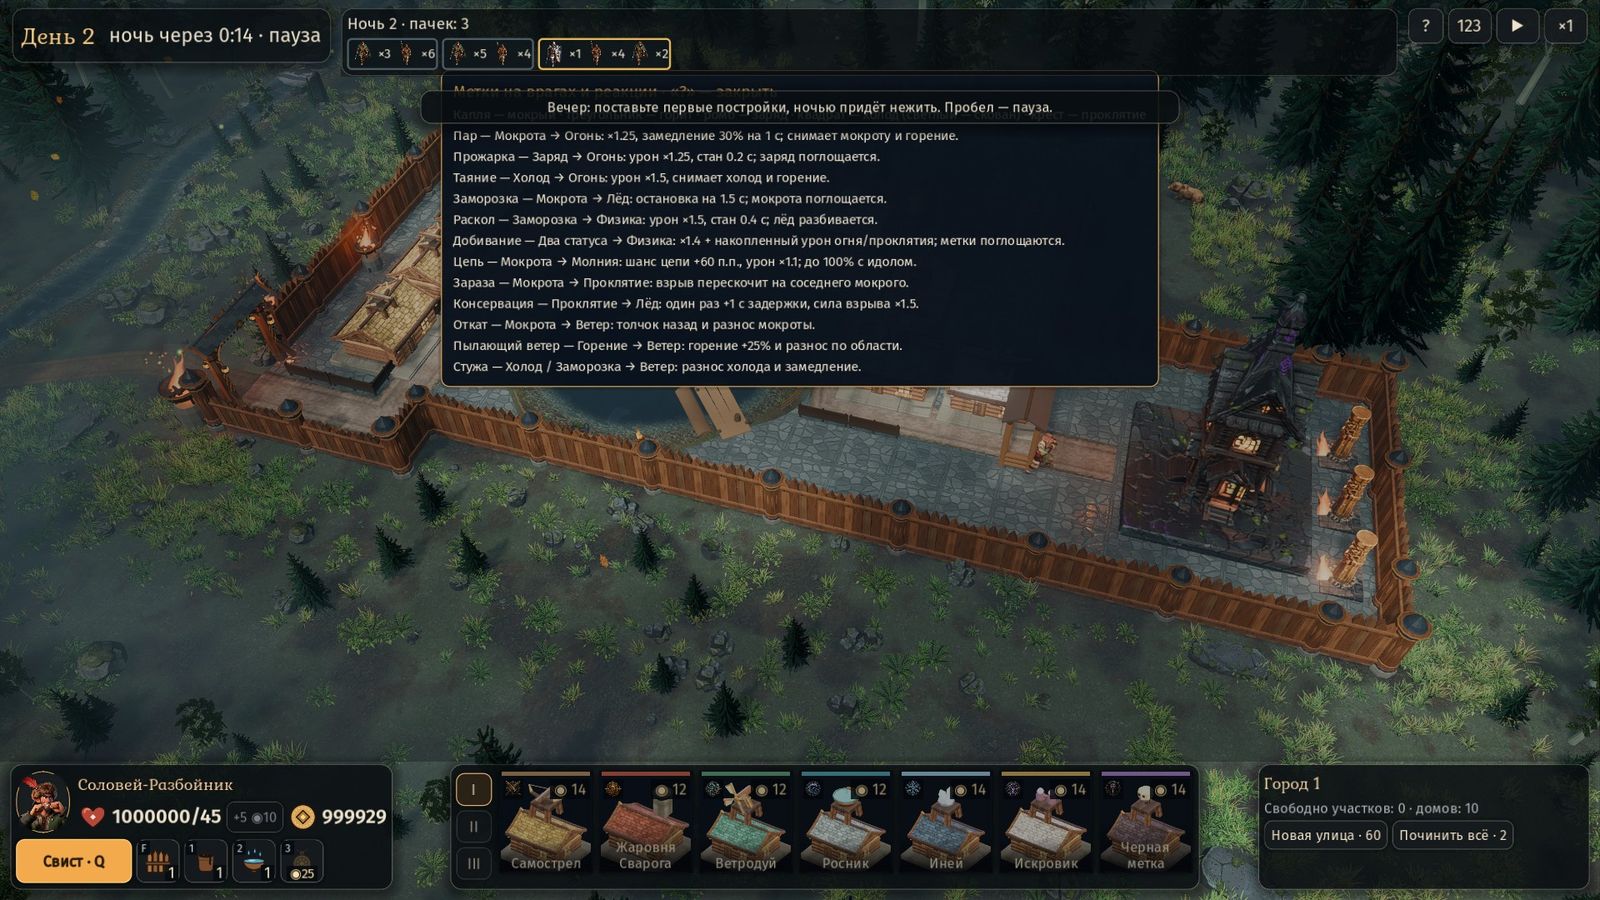 День 2 ночь через 0:14 · пауза
Ночь 2 · пачек: 3
×3 ×6 ×5 ×4 ×1 ×4 ×2
? 123 ×1
Метки на врагах и реакции · «?» — закрыть
Вечер: поставьте первые постройки, ночью придёт нежить. Пробел — пауза.
Пар — Мокрота → Огонь: ×1.25, замедление 30% на 1 с; снимает мокроту и горение.
Прожарка — Заряд → Огонь: урон ×1.25, стан 0.2 с; заряд поглощается.
Таяние — Холод → Огонь: урон ×1.5, снимает холод и горение.
Заморозка — Мокрота → Лёд: остановка на 1.5 с; мокрота поглощается.
Раскол — Заморозка → Физика: урон ×1.5, стан 0.4 с; лёд разбивается.
Добивание — Два статуса → Физика: ×1.4 + накопленный урон огня/проклятия; метки поглощаются.
Цепь — Мокрота → Молния: шанс цепи +60 п.п., урон ×1.1; до 100% с идолом.
Зараза — Мокрота → Проклятие: взрыв перескочит на соседнего мокрого.
Консервация — Проклятие → Лёд: один раз +1 с задержки, сила взрыва ×1.5.
Откат — Мокрота → Ветер: толчок назад и разнос мокроты.
Пылающий ветер — Горение → Ветер: горение +25% и разнос по области.
Стужа — Холод / Заморозка → Ветер: разнос холода и замедление.
Соловей-Разбойник
1000000/45 +5 10 999929
Свист · Q
F 1 1 1 2 1 3 25
I
II
III
14 12 12 12 14 14 14
Самострел
Жаровня Сварога
Ветродуй
Росник
Иней
Искровик
Черная метка
Город 1
Свободно участков: 0 · домов: 10
Новая улица · 60 Починить всё · 2